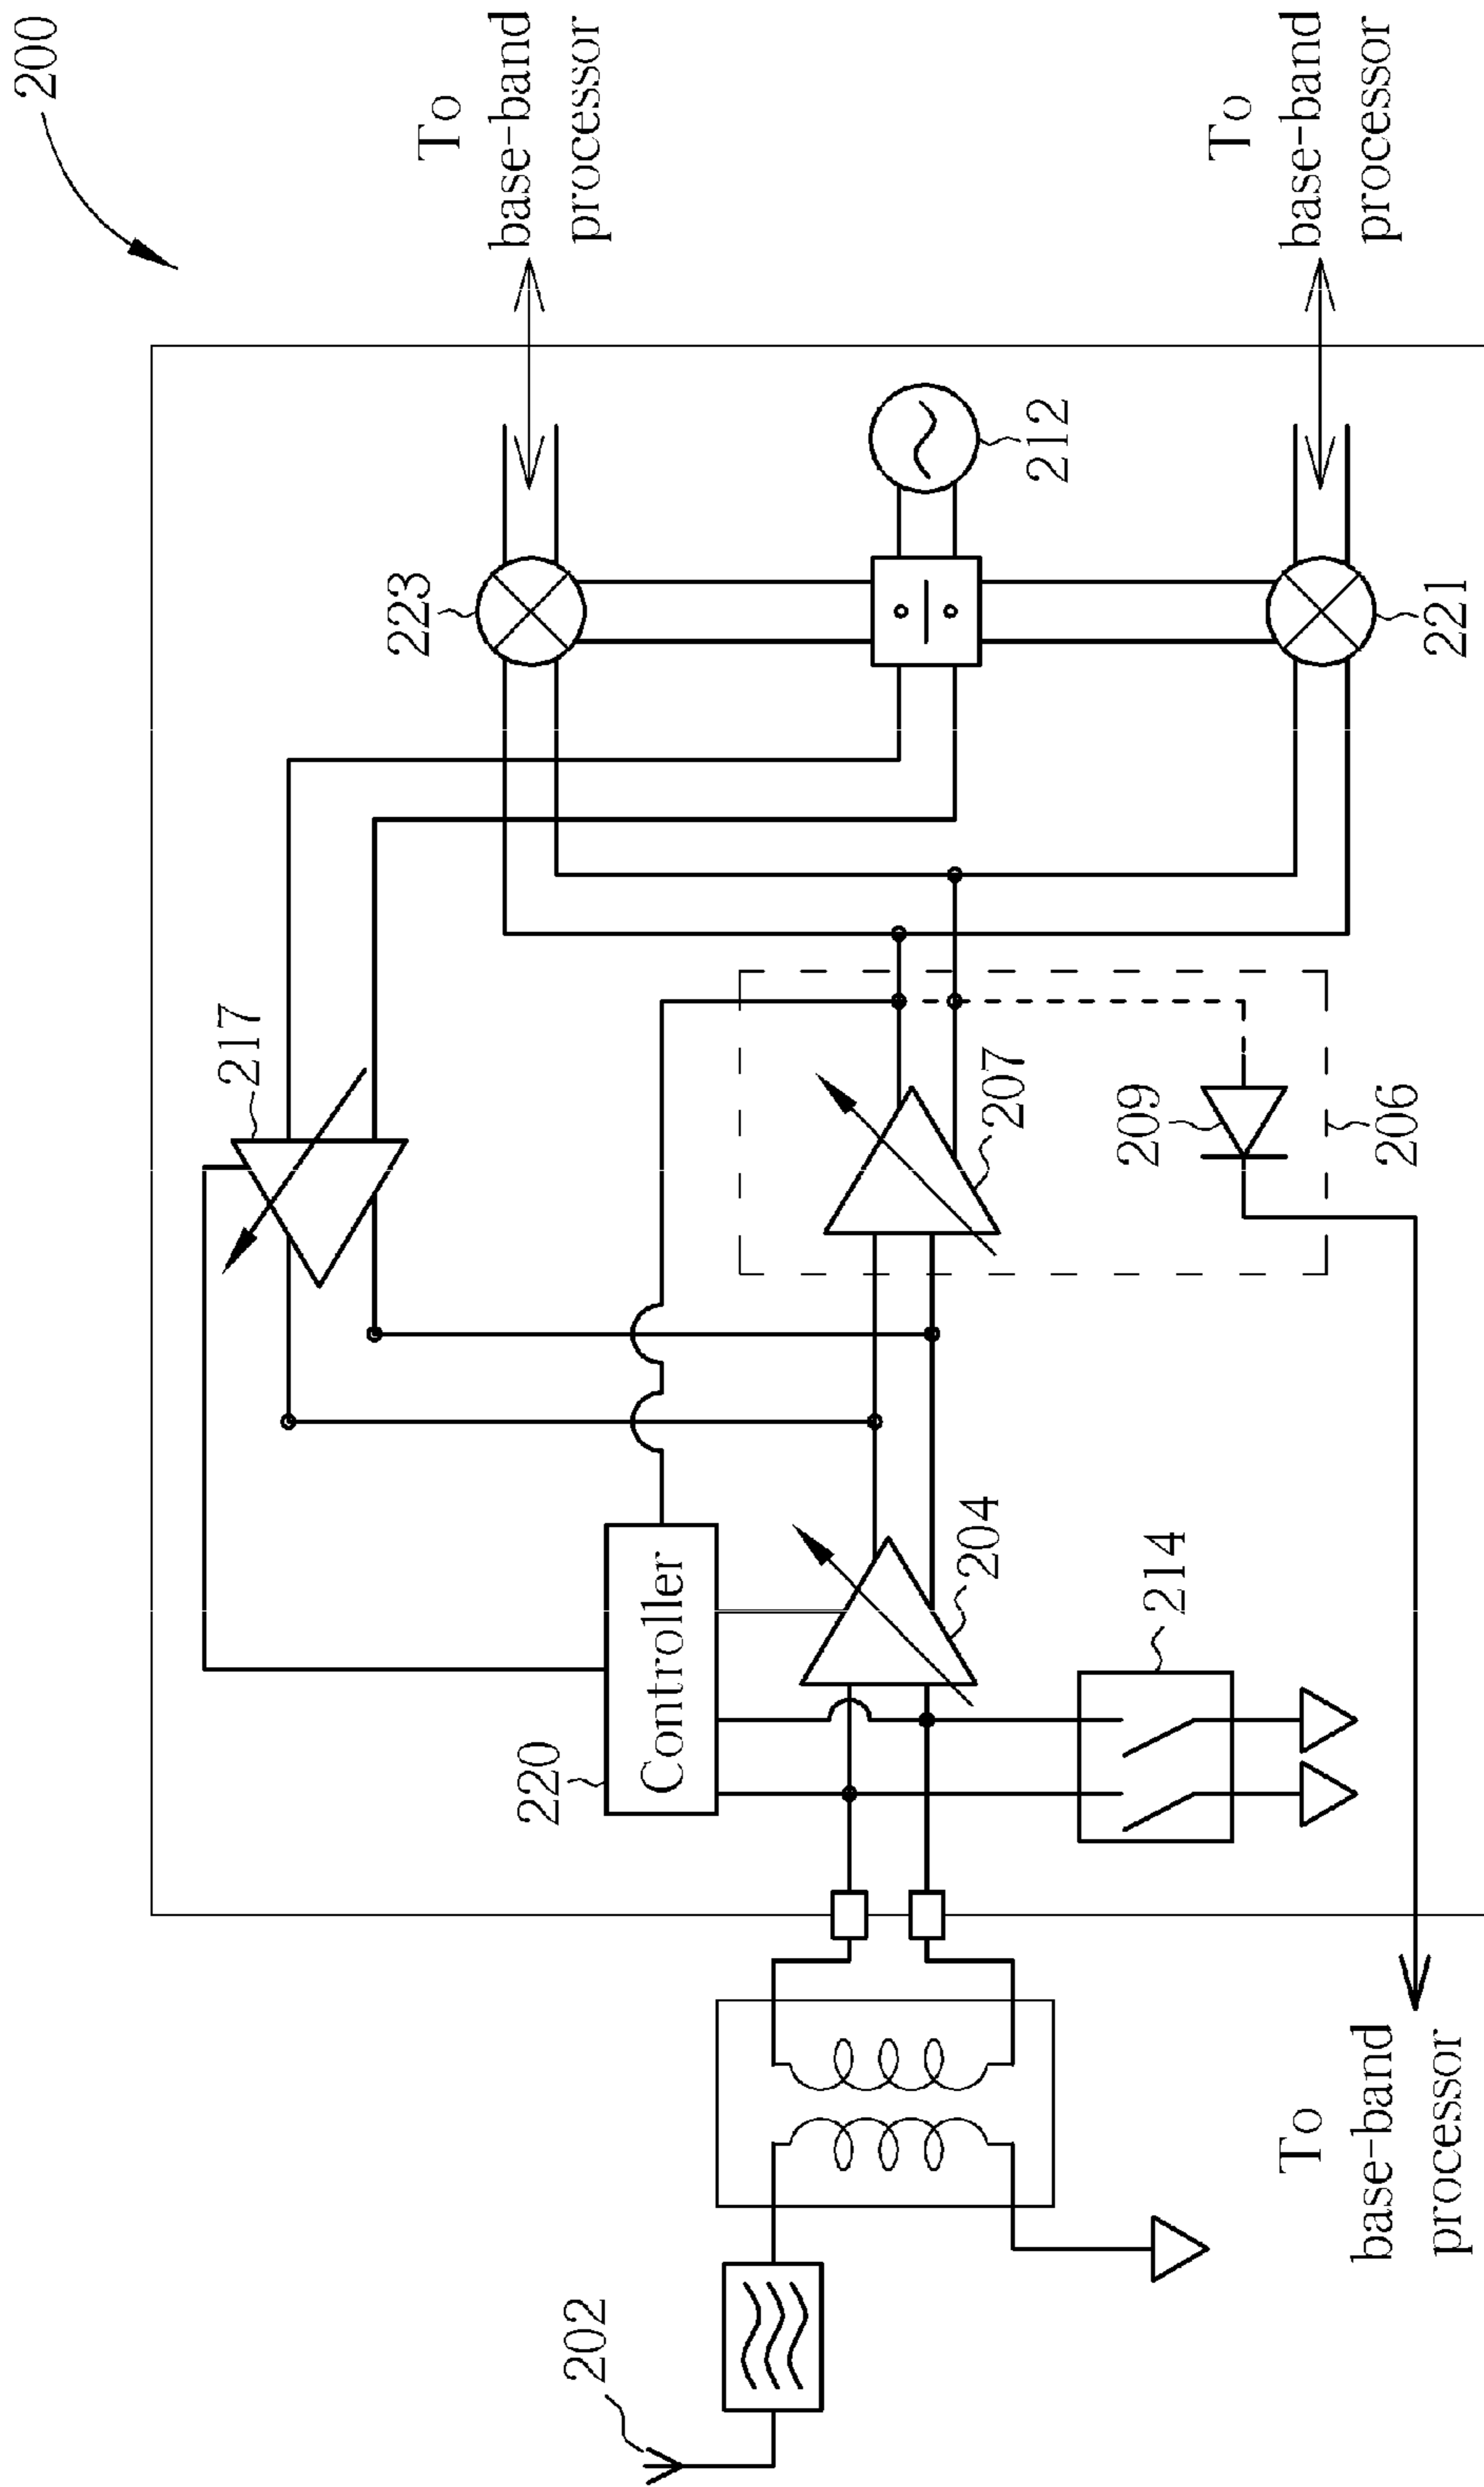 200
To
base-band
processor
223
212
To
base-band
processor
221
217
207
209
206
220
Controller
204
214
202
To
base-band
processor